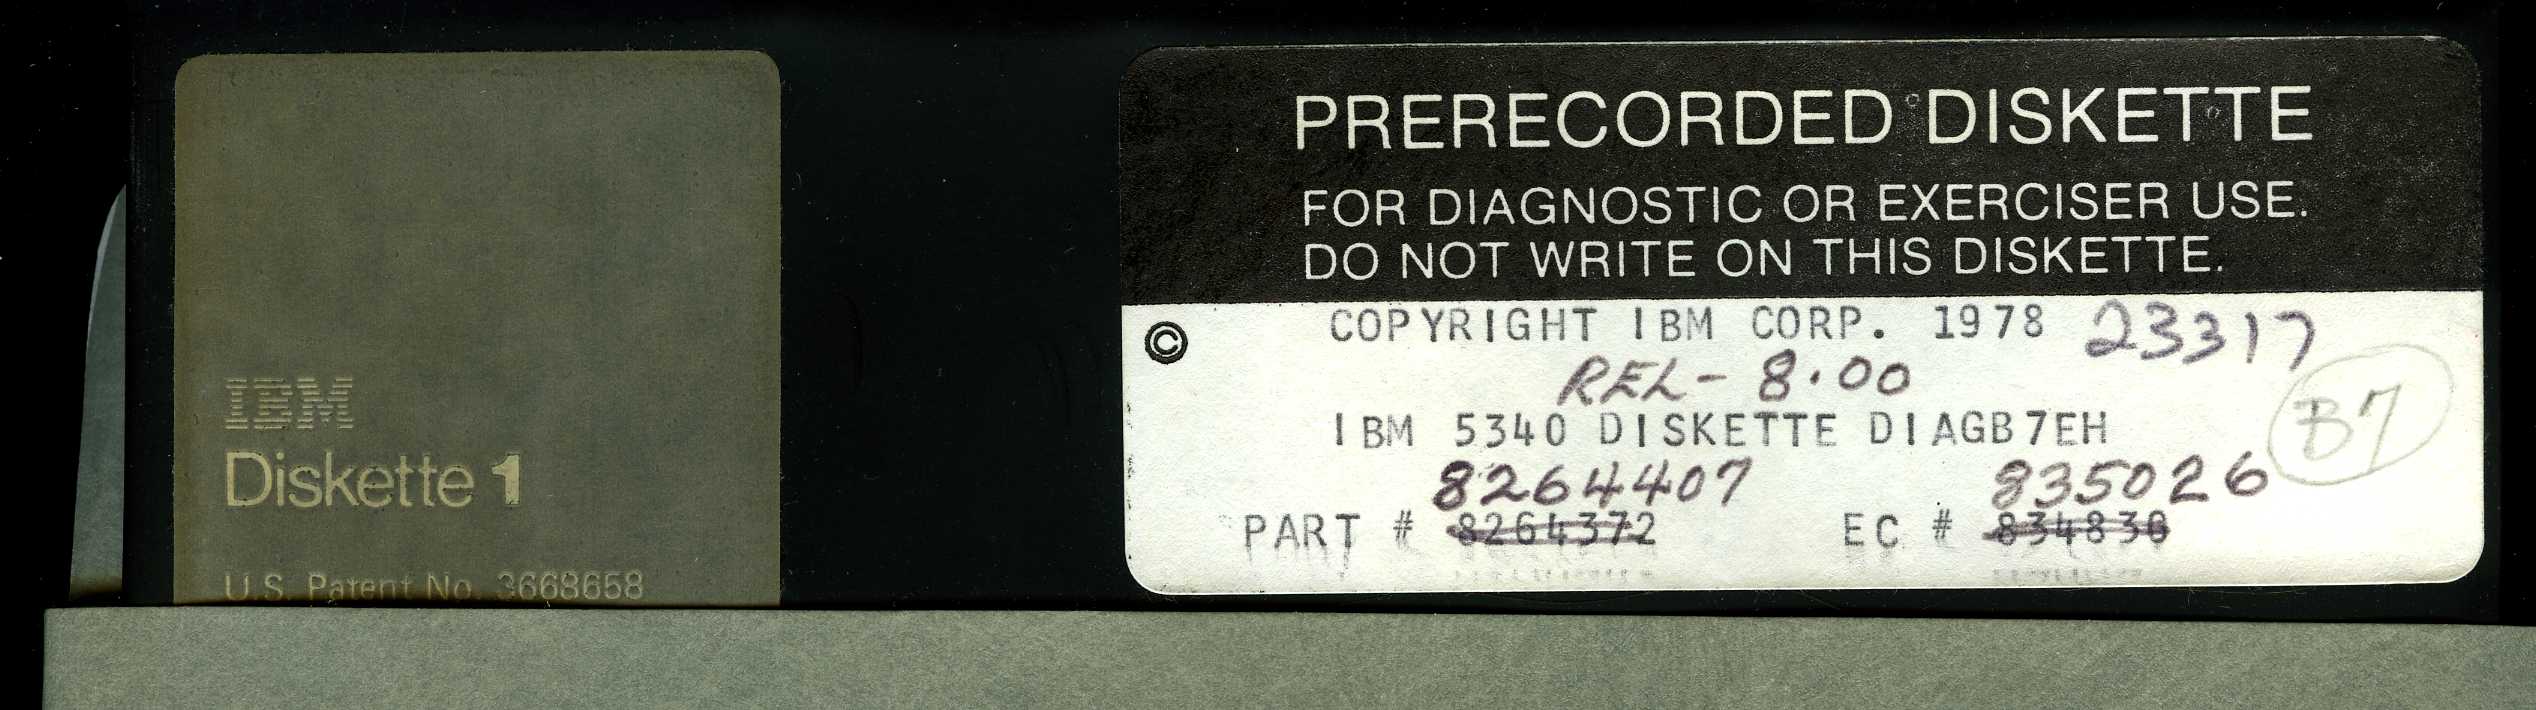 IBM
Diskette 1
U.S. Patent No. 3668658
PRERECORDED DISKETTE
FOR DIAGNOSTIC OR EXERCISER USE.
DO NOT WRITE ON THIS DISKETTE.
© COPYRIGHT IBM CORP. 1978 23317
REL- 8.00
IBM 5340 DISKETTE DIAGB7EH B7
8264407 835026
PART # 8264372 EC # 834830